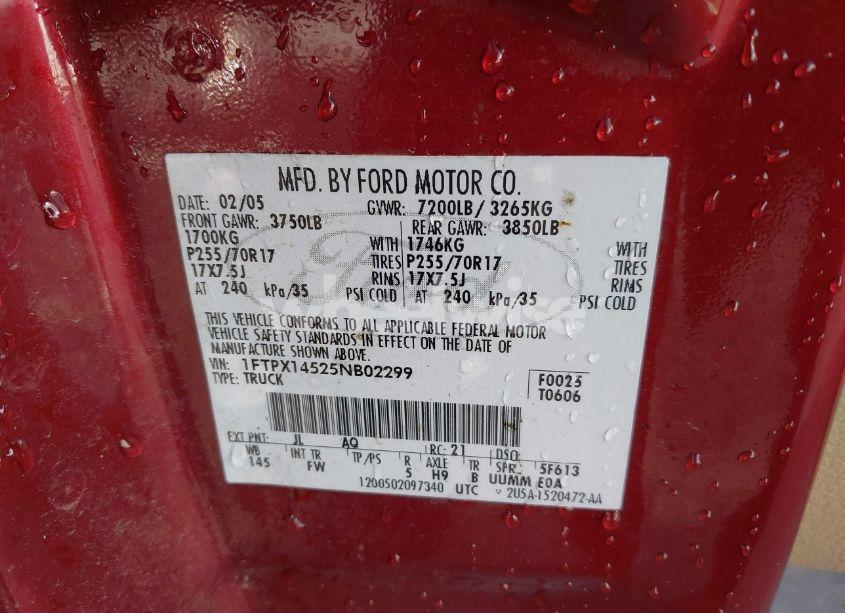 MFD. BY FORD MOTOR CO.
DATE: 02/05 GVWR: 7200LB/ 3265KG
FRONT GAWR: 3750LB REAR GAWR: 3850LB
1700KG WITH 1746KG WITH
P255/70R17 TIRES P255/70R17 TIRES
17X7.5J RIMS 17X7.5J RIMS
AT 240 kPa/35 PSI COLD AT 240 kPa/35 PSI COLD
THIS VEHICLE CONFORMS TO ALL APPLICABLE FEDERAL MOTOR
VEHICLE SAFETY STANDARDS IN EFFECT ON THE DATE OF
MANUFACTURE SHOWN ABOVE.
VIN: 1FTPX14525NB02299 F0025
TYPE: TRUCK T0606
EXT PNT: JL AQ RC: 21 DSO:
WB INT TR TP/PS R AXLE TR SPR: 5F613
145 FW 5 H9 B UUMM E0A
1200502097340 UTC 2U5A-1520472-AA